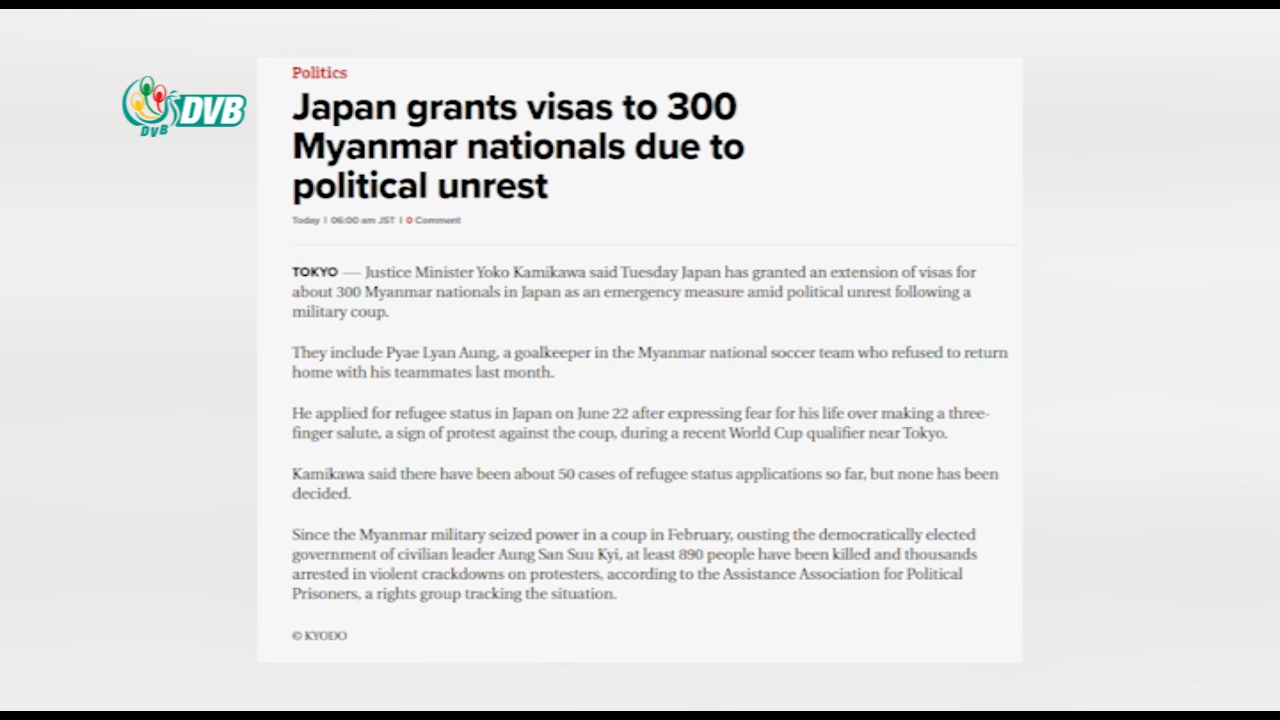 Politics
DVB
DVB
Japan grants visas to 300
Myanmar nationals due to
political unrest
Today | 06:00 am JST | 0 Comment
TOKYO — Justice Minister Yoko Kamikawa said Tuesday Japan has granted an extension of visas for
about 300 Myanmar nationals in Japan as an emergency measure amid political unrest following a
military coup.
They include Pyae Lyan Aung, a goalkeeper in the Myanmar national soccer team who refused to return
home with his teammates last month.
He applied for refugee status in Japan on June 22 after expressing fear for his life over making a three-
finger salute, a sign of protest against the coup, during a recent World Cup qualifier near Tokyo.
Kamikawa said there have been about 50 cases of refugee status applications so far, but none has been
decided.
Since the Myanmar military seized power in a coup in February, ousting the democratically elected
government of civilian leader Aung San Suu Kyi, at least 890 people have been killed and thousands
arrested in violent crackdowns on protesters, according to the Assistance Association for Political
Prisoners, a rights group tracking the situation.
© KYODO